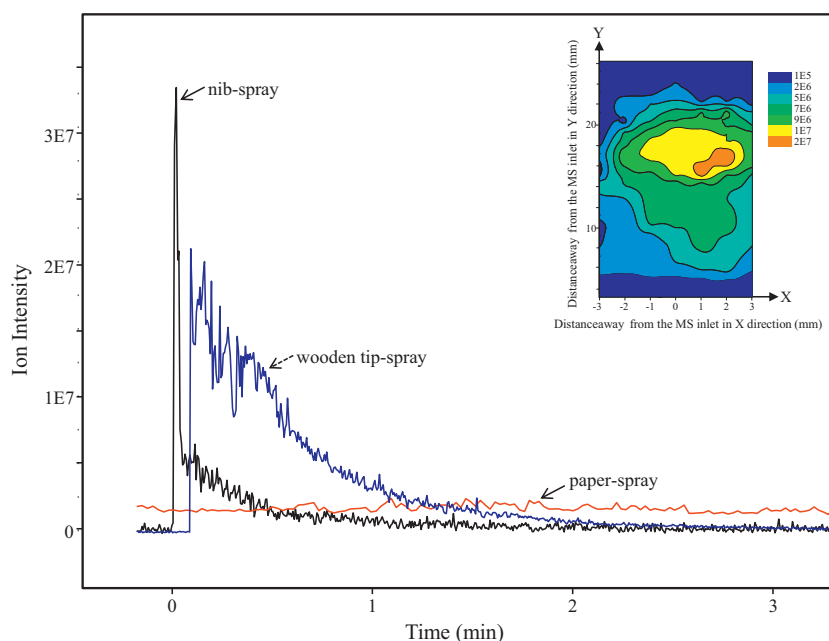 nib-spray
wooden tip-spray
paper-spray
3E7
2E7
1E7
0
Ion Intensity
0 1 2 3
Time (min)
Y
20
10
Distanceaway from the MS inlet in Y direction (mm)
-3 -2 -1 0 1 2 3
X
Distanceaway from the MS inlet in X direction (mm)
1E5
2E6
5E6
7E6
9E6
1E7
2E7